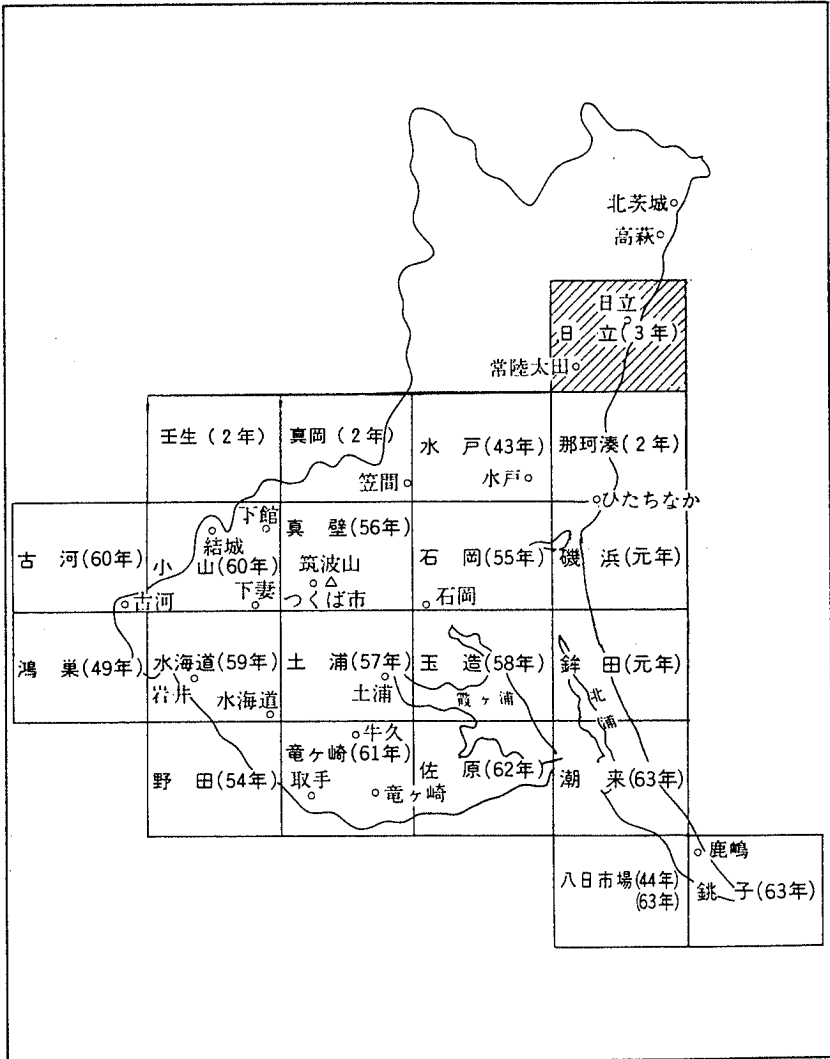 北茨城
高萩
日立
日 立(3年)
常陸太田
壬生(2年)
真岡(2年)
水 戸(43年)
那珂湊(2年)
笠間
水戸
ひたちなか
古 河(60年)
下館
結城
小 山(60年)
真 壁(56年)
石 岡(55年)
磯 浜(元年)
筑波山
古河
下妻
つくば市
石岡
鴻 巣(49年)
水海道(59年)
土 浦(57年)
玉 造(58年)
鉾 田(元年)
岩井
水海道
土浦
霞ヶ浦
北浦
牛久
野 田(54年)
竜ヶ崎(61年)
佐 原(62年)
潮 来(63年)
取手
竜ヶ崎
鹿嶋
八日市場(44年)
(63年)
銚 子(63年)